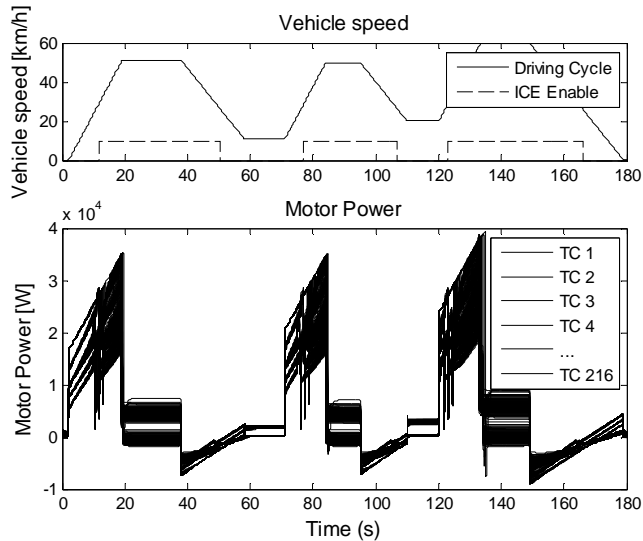 Vehicle speed
Vehicle speed [km/h]
60
40
20
0
Driving Cycle
ICE Enable
0 20 40 60 80 100 120 140 160 180
Motor Power
x 10^4
Motor Power [W]
4
3
2
1
0
-1
TC 1
TC 2
TC 3
TC 4
...
TC 216
0 20 40 60 80 100 120 140 160 180
Time (s)